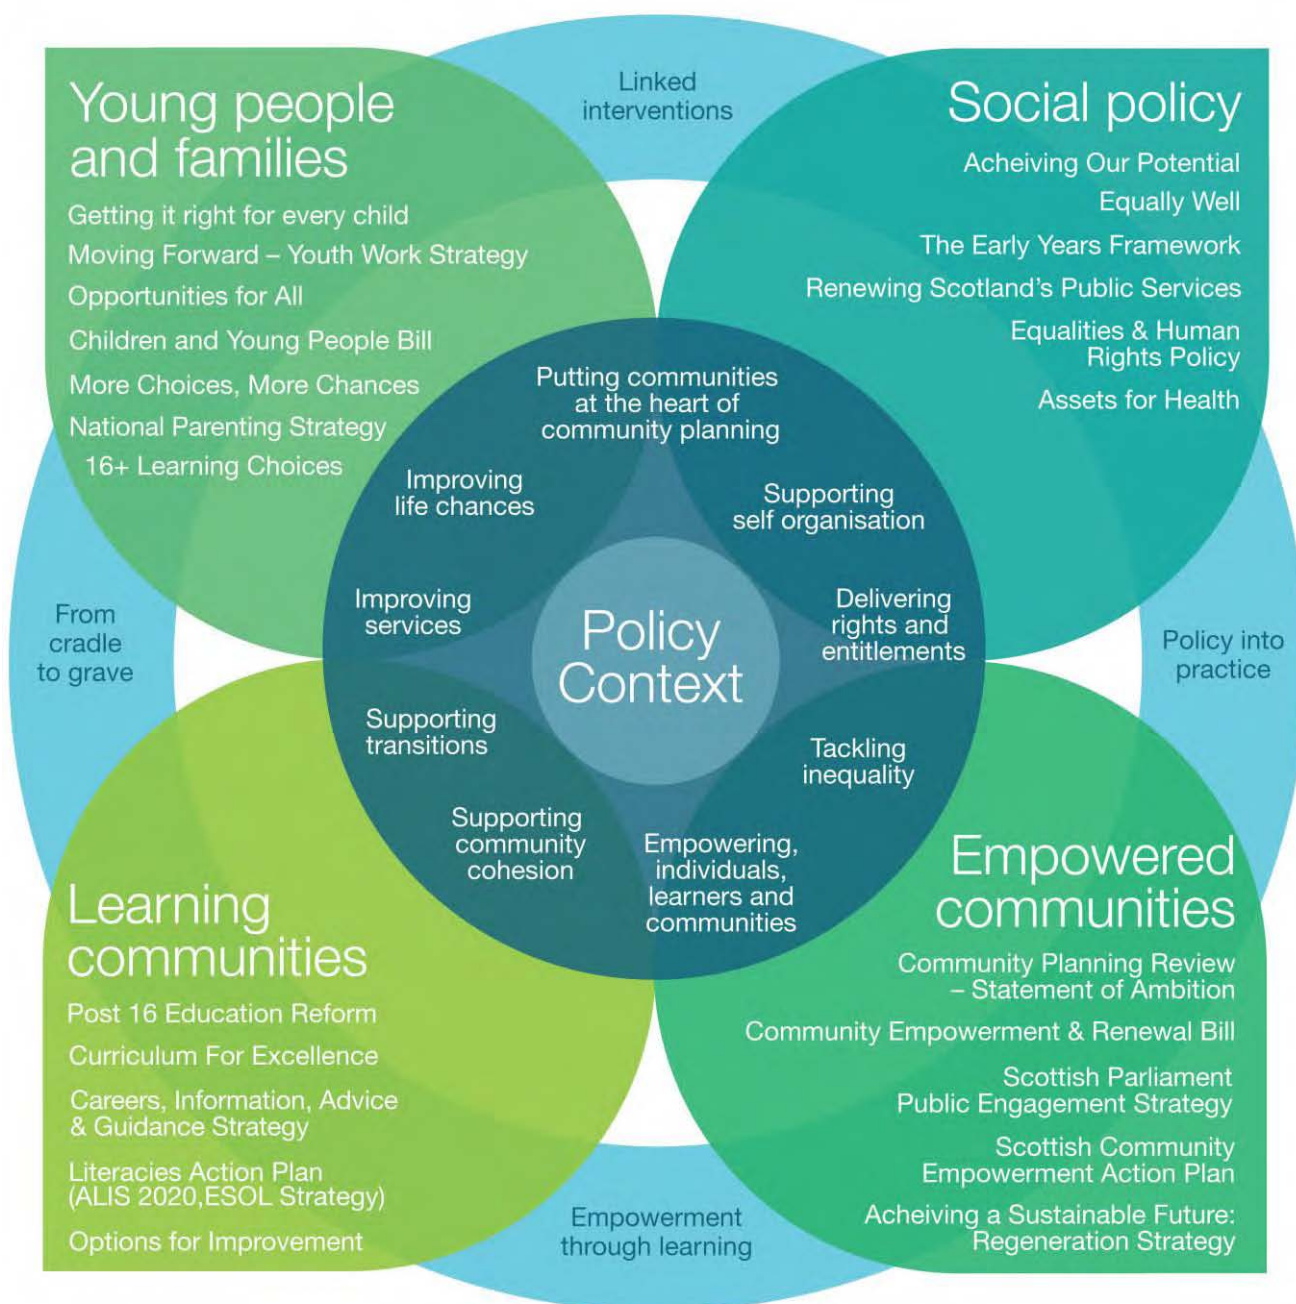 Linked
interventions
Young people
and families
Getting it right for every child
Moving Forward – Youth Work Strategy
Opportunities for All
Children and Young People Bill
More Choices, More Chances
National Parenting Strategy
16+ Learning Choices
Social policy
Acheiving Our Potential
Equally Well
The Early Years Framework
Renewing Scotland's Public Services
Equalities & Human
Rights Policy
Assets for Health
Putting communities
at the heart of
community planning
Improving
life chances
Supporting
self organisation
Improving
services
Delivering
rights and
entitlements
Policy
Context
From
cradle
to grave
Policy into
practice
Supporting
transitions
Tackling
inequality
Supporting
community
cohesion
Empowering,
individuals,
learners and
communities
Learning
communities
Post 16 Education Reform
Curriculum For Excellence
Careers, Information, Advice
& Guidance Strategy
Literacies Action Plan
(ALIS 2020,ESOL Strategy)
Options for Improvement
Empowered
communities
Community Planning Review
– Statement of Ambition
Community Empowerment & Renewal Bill
Scottish Parliament
Public Engagement Strategy
Scottish Community
Empowerment Action Plan
Acheiving a Sustainable Future:
Regeneration Strategy
Empowerment
through learning